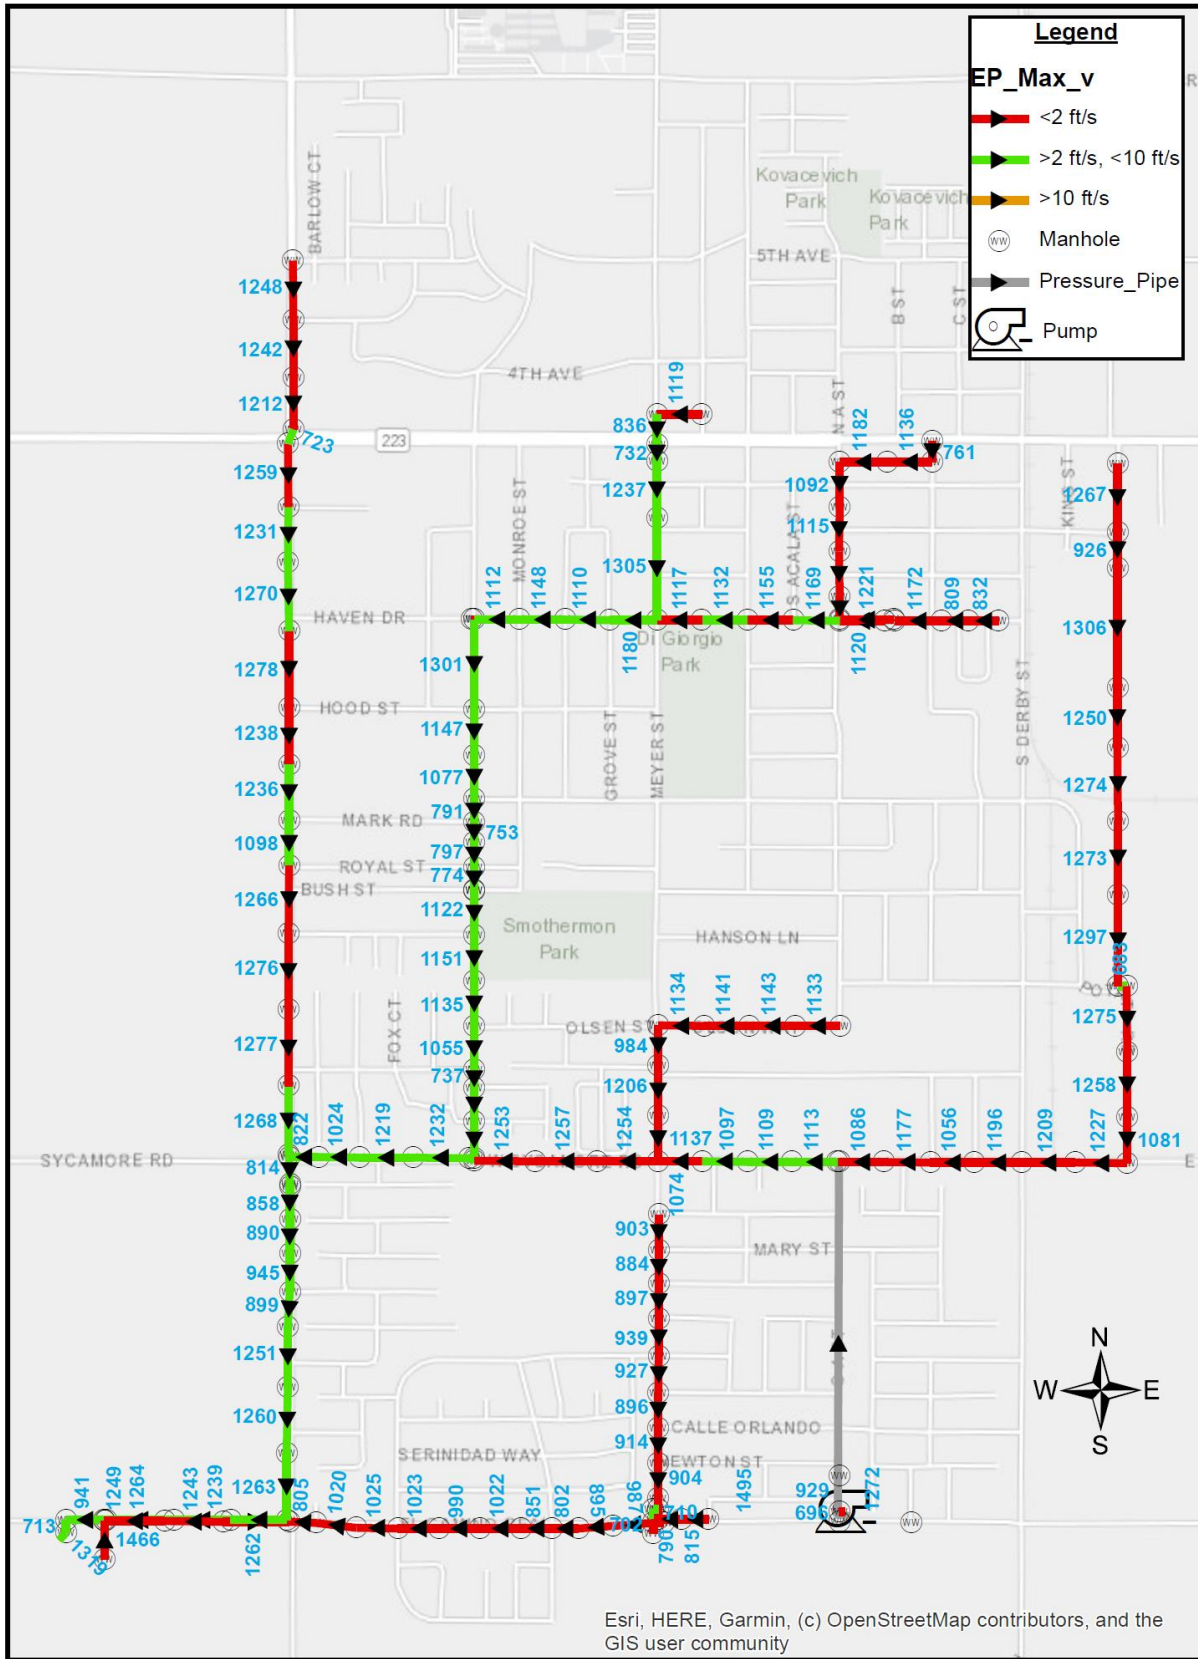 Legend
EP_Max_v
<2 ft/s
>2 ft/s, <10 ft/s
>10 ft/s
WW Manhole
Pressure_Pipe
Pump
R
BARLOW CT
Kovacevich
Park
Kovacevich
Park
5TH AVE
B ST
C ST
1248
1242
4TH AVE
1119
1212
N A ST
836
723
223
732
1182
1136
761
1259
1237
1092
KING ST
1267
MONROE ST
1115
926
1231
S ACALA ST
1305
1270
1112
1148
1110
1117
1132
1155
1169
1221
1172
809
832
HAVEN DR
1306
1180
Di Giorgio
Park
1120
1301
1278
S DERBY ST
HOOD ST
1250
1238
1147
GROVE ST
MEYER ST
1077
1274
1236
791
MARK RD
753
1098
797
1273
ROYAL ST
774
BUSH ST
1266
1122
Smothermon
Park
HANSON LN
1297
1151
883
1276
1134
1141
1143
1133
1135
1275
OLSEN ST
FOX CT
1277
1055
984
737
1206
1258
1268
822
1024
1219
1232
1253
1257
1254
1137
1097
1109
1113
1086
1177
1056
1196
1209
1227
1081
SYCAMORE RD
E
814
1074
858
903
890
MARY ST
884
945
899
897
939
1251
927
N
W
E
S
1260
896
CALLE ORLANDO
914
SERINIDAD WAY
NEWTON ST
1263
904
1495
929
1272
941
1249
1264
1243
1239
805
1020
1025
1023
990
1022
851
802
568
786
710
696
713
702
1319
1466
1262
790
815
Esri, HERE, Garmin, (c) OpenStreetMap contributors, and the
GIS user community